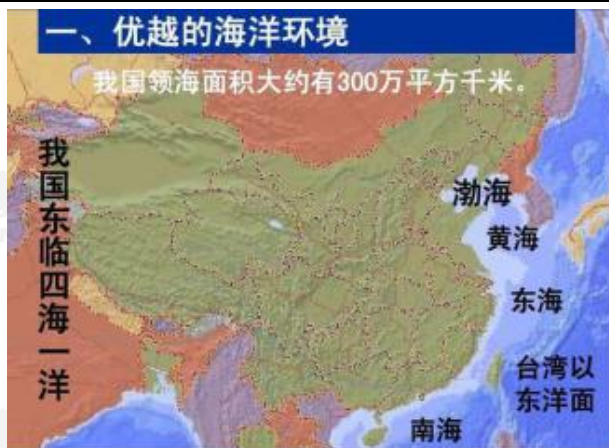 一、优越的海洋环境
我国领海面积大约有300万平方千米。
我国东临四海一洋
渤海
黄海
东海
台湾以
东洋面
南海